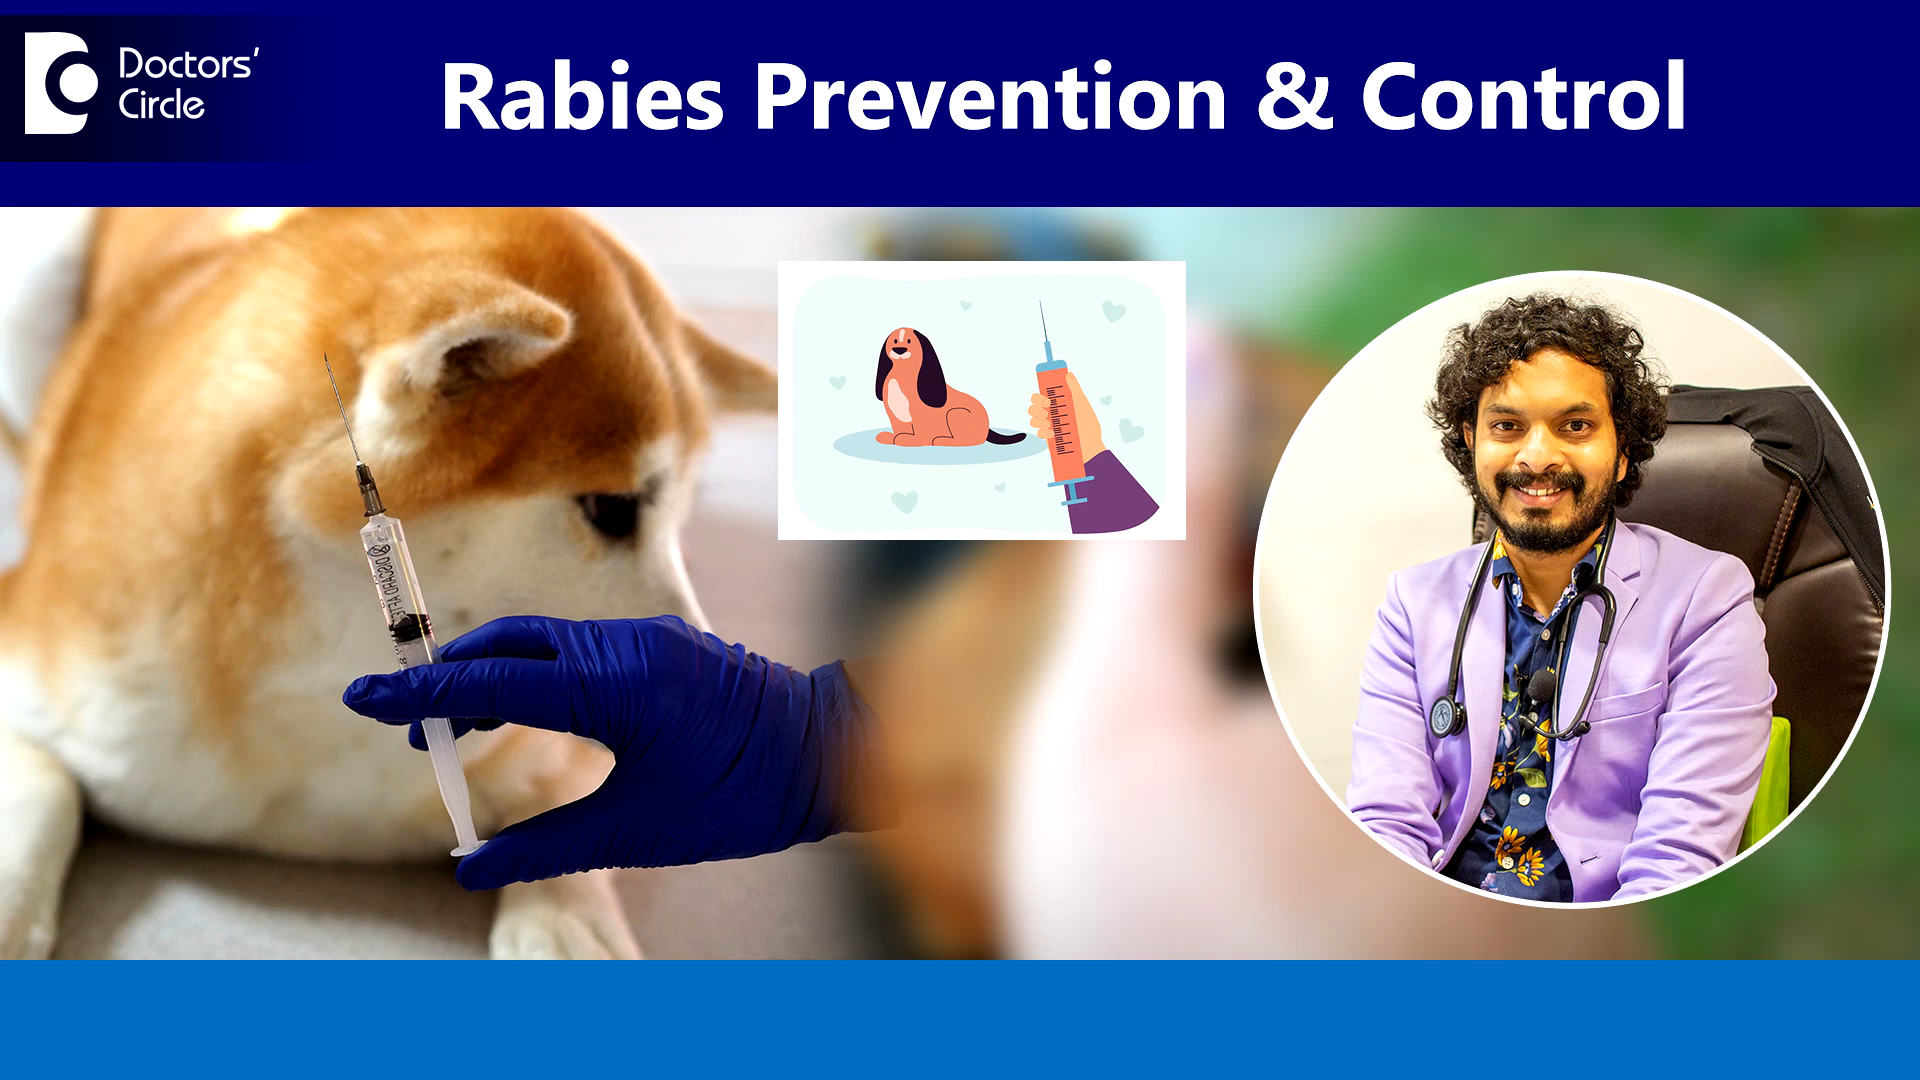 Doctors'
Circle
Rabies Prevention & Control